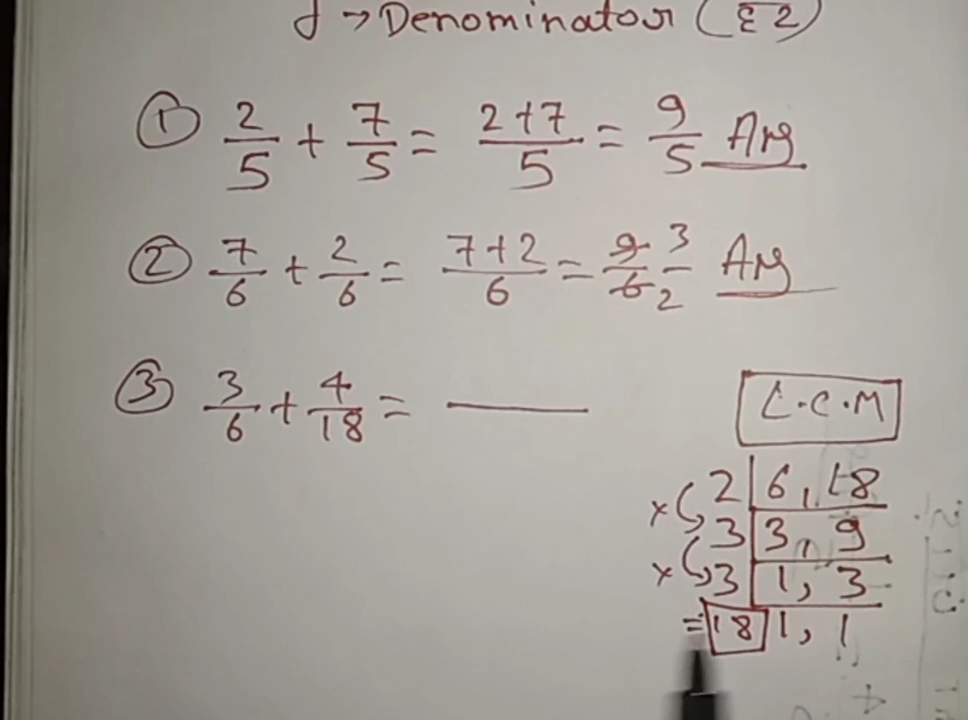 d → Denominator (हर)
① 2/5 + 7/5 = 2+7/5 = 9/5 Ans
② 7/6 + 2/6 = 7+2/6 = 9/6 3/2 Ans
③ 3/6 + 4/18 = ———
L.C.M
2 | 6, 18
× 3 | 3, 9
× 3 | 1, 3
= 18 | 1, 1